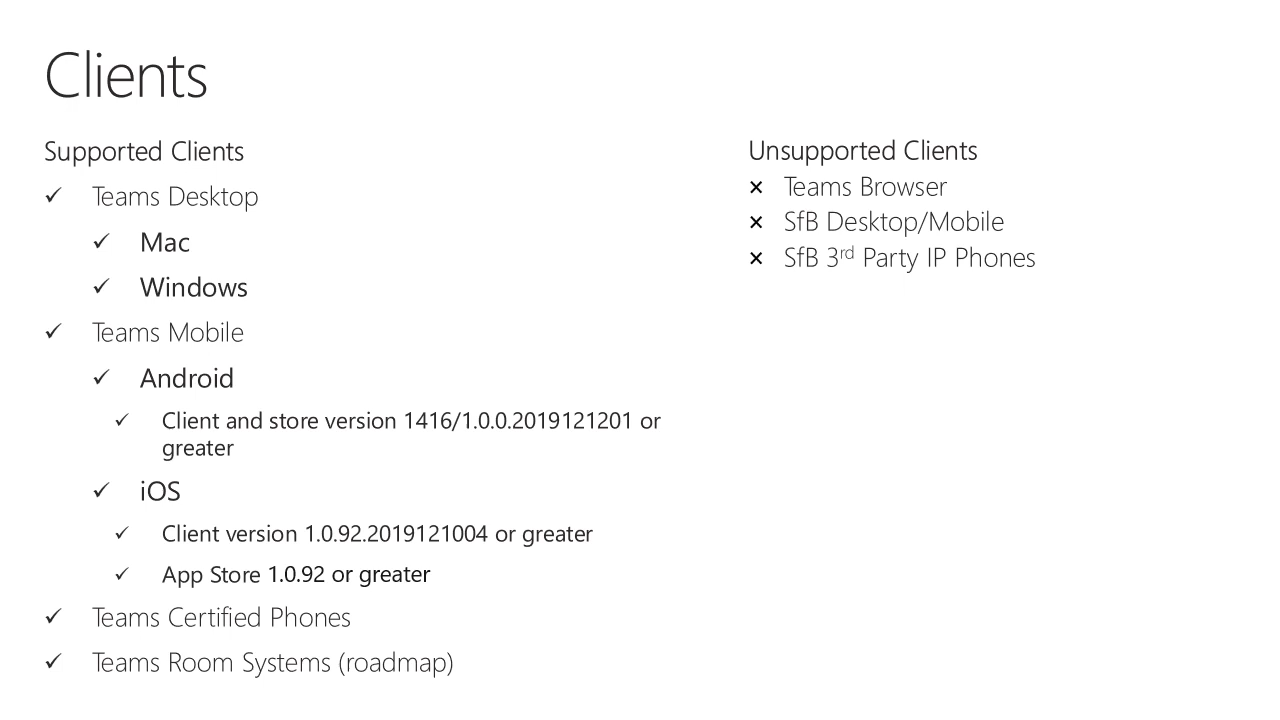 Clients
Supported Clients
✓ Teams Desktop
✓ Mac
✓ Windows
✓ Teams Mobile
✓ Android
✓ Client and store version 1416/1.0.0.2019121201 or
greater
✓ iOS
✓ Client version 1.0.92.2019121004 or greater
✓ App Store 1.0.92 or greater
✓ Teams Certified Phones
✓ Teams Room Systems (roadmap)
Unsupported Clients
× Teams Browser
× SfB Desktop/Mobile
× SfB 3rd Party IP Phones